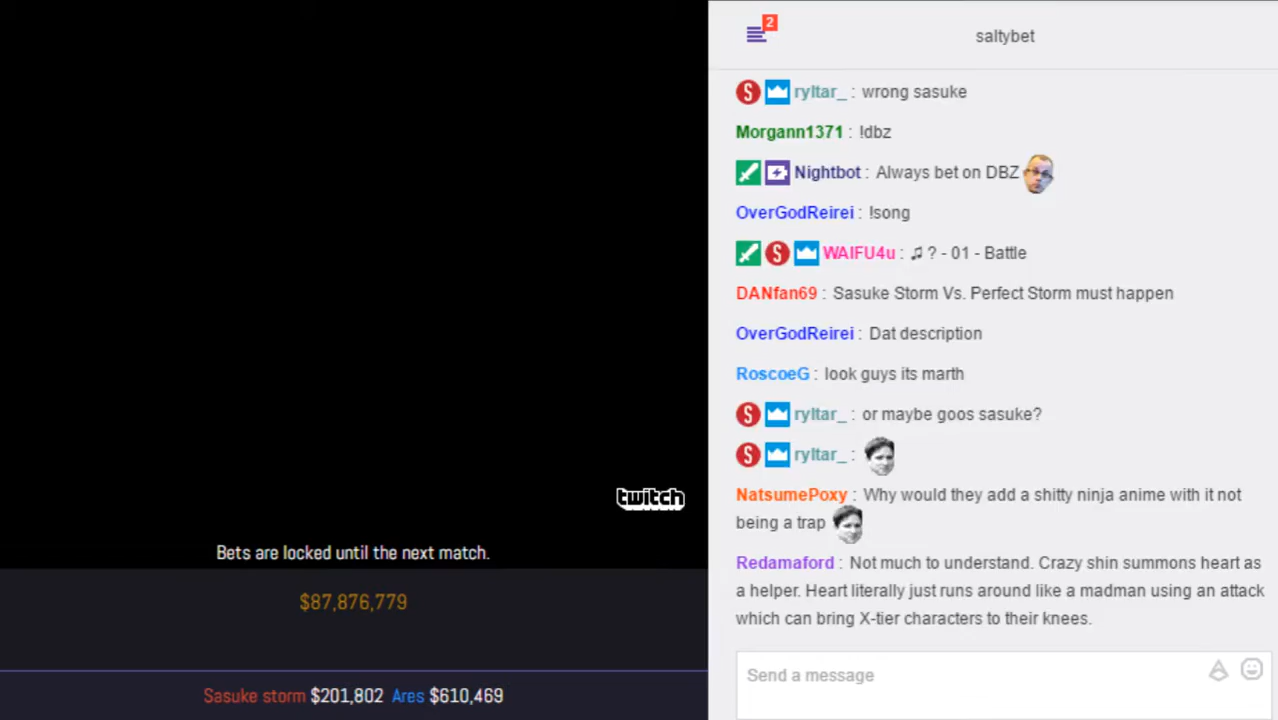 2
saltybet
ryltar_ : wrong sasuke
Morgann1371 : !dbz
Nightbot : Always bet on DBZ
OverGodReirei : !song
WAIFU4u : ♫ ? - 01 - Battle
DANfan69 : Sasuke Storm Vs. Perfect Storm must happen
OverGodReirei : Dat description
RoscoeG : look guys its marth
ryltar_ : or maybe goos sasuke?
ryltar_ :
NatsumePoxy : Why would they add a shitty ninja anime with it not
being a trap
Redamaford : Not much to understand. Crazy shin summons heart as
a helper. Heart literally just runs around like a madman using an attack
which can bring X-tier characters to their knees.
Send a message
twitch
Bets are locked until the next match.
$87,876,779
Sasuke storm $201,802 Ares $610,469